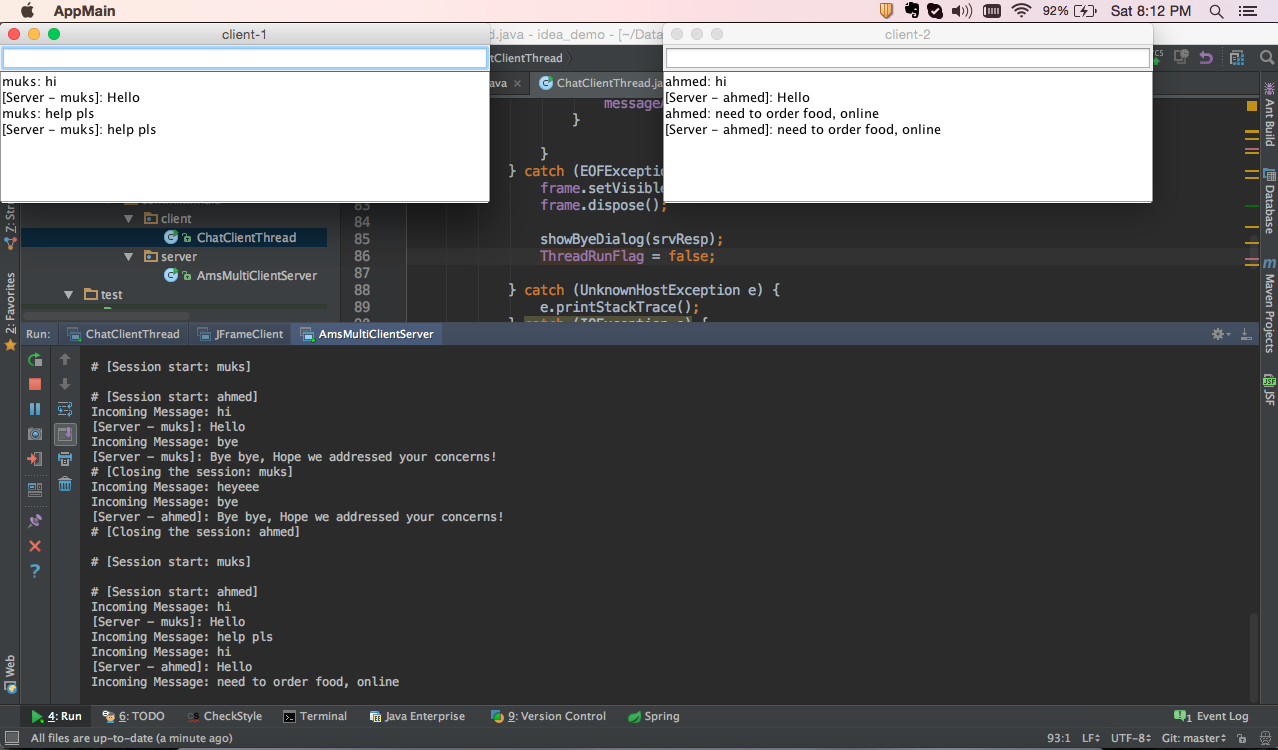 AppMain
92%
Sat 8:12 PM
client-1
d.java - idea_demo - [~/Data
client-2
muks: hi
[Server - muks]: Hello
muks: help pls
[Server - muks]: help pls
ahmed: hi
[Server - ahmed]: Hello
ahmed: need to order food, online
[Server - ahmed]: need to order food, online
tClientThread
ava
ChatClientThread.ja
}
}
} catch (EOFExceptio
frame.setVisible
frame.dispose();
84
85 showByeDialog(srvResp);
86 ThreadRunFlag = false;
87
88 } catch (UnknownHostException e) {
89 e.printStackTrace();
} catch (IOException e) {
client
ChatClientThread
server
AmsMultiClientServer
test
Z: Str
2: Favorites
Web
Ant Build
Database
Maven Projects
JSF
Run:
ChatClientThread
JFrameClient
AmsMultiClientServer
# [Session start: muks]
# [Session start: ahmed]
Incoming Message: hi
[Server - muks]: Hello
Incoming Message: bye
[Server - muks]: Bye bye, Hope we addressed your concerns!
# [Closing the session: muks]
Incoming Message: heyeee
Incoming Message: bye
[Server - ahmed]: Bye bye, Hope we addressed your concerns!
# [Closing the session: ahmed]
# [Session start: muks]
# [Session start: ahmed]
Incoming Message: hi
[Server - muks]: Hello
Incoming Message: help pls
Incoming Message: hi
[Server - ahmed]: Hello
Incoming Message: need to order food, online
4: Run
6: TODO
CheckStyle
Terminal
Java Enterprise
9: Version Control
Spring
1 Event Log
All files are up-to-date (a minute ago)
93:1
LF
UTF-8
Git: master